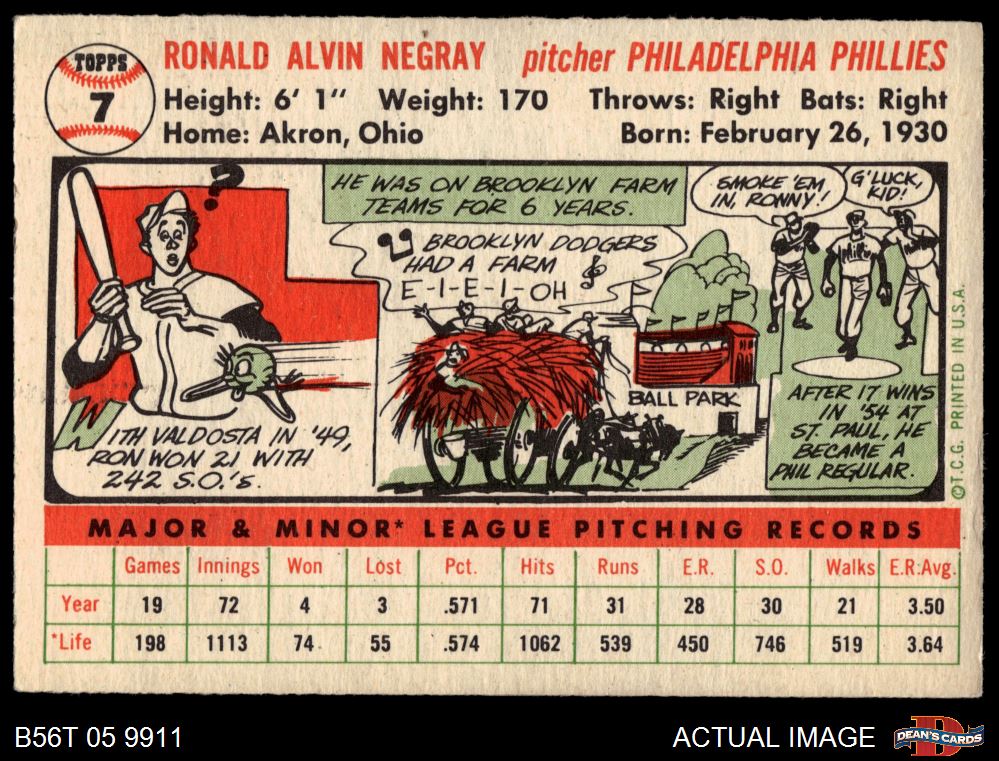 TOPPS
7
RONALD ALVIN NEGRAY pitcher PHILADELPHIA PHILLIES
Height: 6' 1" Weight: 170 Throws: Right Bats: Right
Home: Akron, Ohio Born: February 26, 1930
?
ITH VALDOSTA IN '49,
RON WON 21 WITH
242 S.O.'s.
HE WAS ON BROOKLYN FARM
TEAMS FOR 6 YEARS.
BROOKLYN DODGERS
HAD A FARM
E-I-E-I-OH
BALL PARK
SMOKE 'EM
IN, RONNY!
G'LUCK,
KID!
Phillies
AFTER 17 WINS
IN '54 AT
ST. PAUL, HE
BECAME A
PHIL REGULAR.
©T.C.G. PRINTED IN U.S.A.
MAJOR & MINOR* LEAGUE PITCHING RECORDS
Games Innings Won Lost Pct. Hits Runs E.R. S.O. Walks E.R.Avg.
Year 19 72 4 3 .571 71 31 28 30 21 3.50
*Life 198 1113 74 55 .574 1062 539 450 746 519 3.64
B56T 05 9911 ACTUAL IMAGE
DEAN'S CARDS